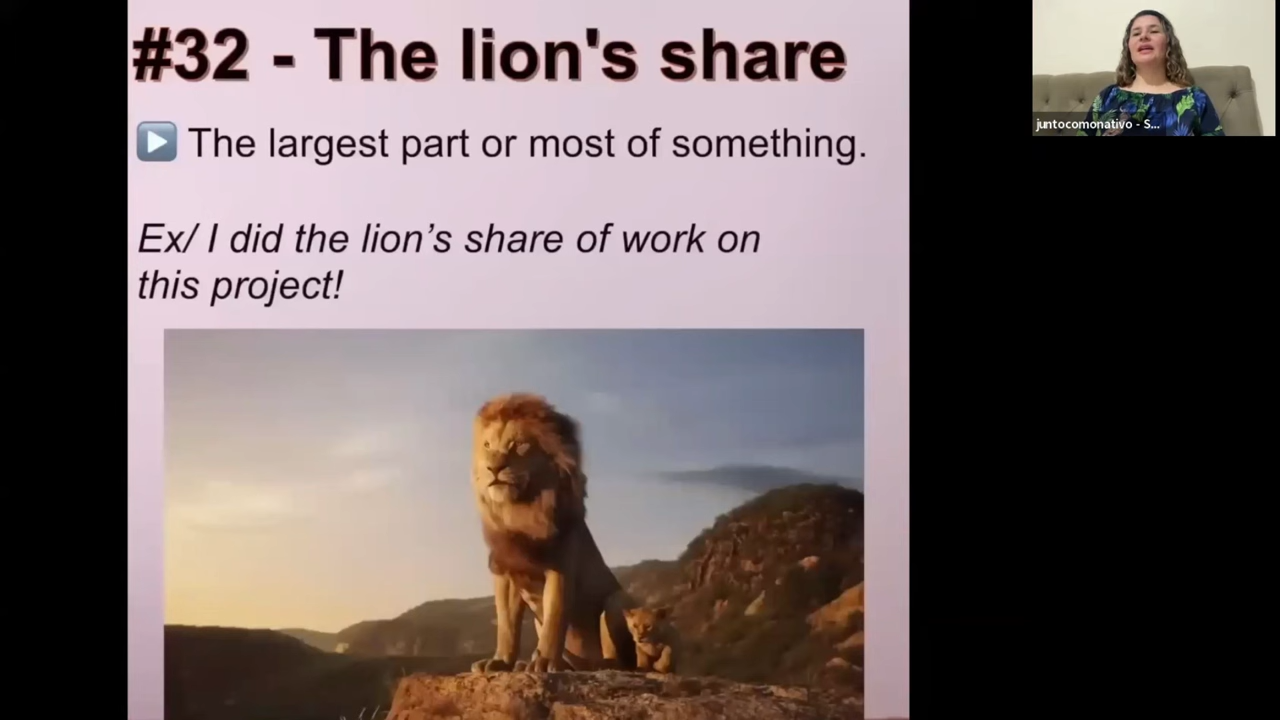 #32 - The lion's share
The largest part or most of something.
Ex/ I did the lion’s share of work on
this project!
juntocomonativo - S...